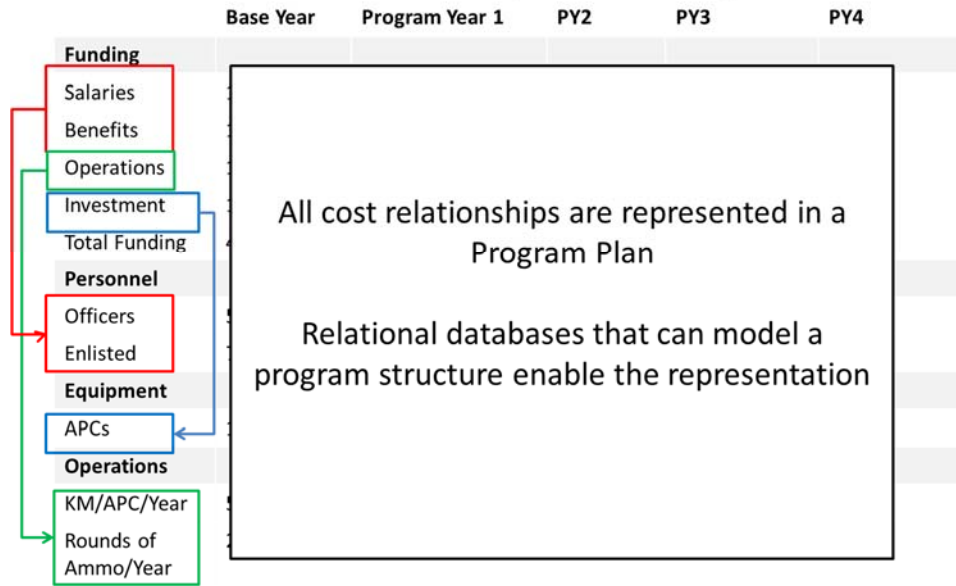 Base Year Program Year 1 PY2 PY3 PY4
Funding
Salaries
Benefits
Operations
Investment
Total Funding
Personnel
Officers
Enlisted
Equipment
APCs
Operations
KM/APC/Year
Rounds of
Ammo/Year
All cost relationships are represented in a
Program Plan
Relational databases that can model a
program structure enable the representation